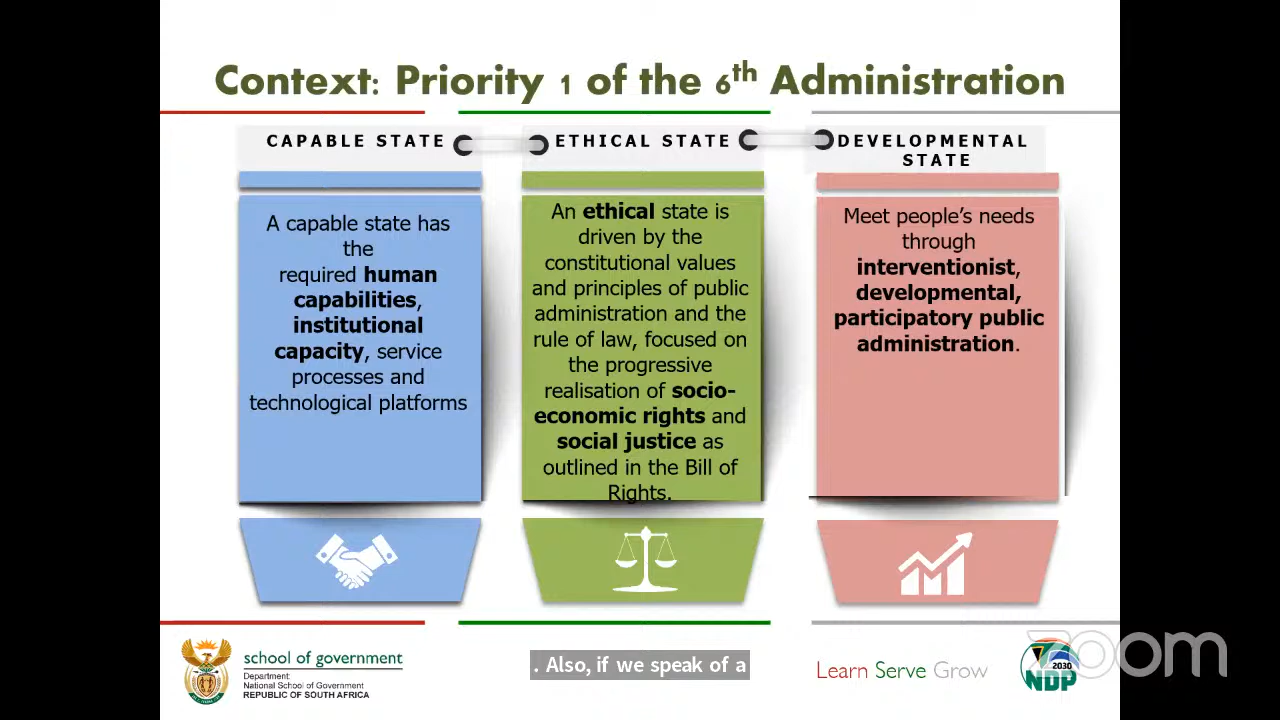 Context: Priority 1 of the 6th Administration
CAPABLE STATE
A capable state has
the
required human
capabilities,
institutional
capacity, service
processes and
technological platforms
ETHICAL STATE
An ethical state is
driven by the
constitutional values
and principles of public
administration and the
rule of law, focused on
the progressive
realisation of socio-
economic rights and
social justice as
outlined in the Bill of
Rights.
DEVELOPMENTAL
STATE
Meet people’s needs
through
interventionist,
developmental,
participatory public
administration.
school of government
Department:
National School of Government
REPUBLIC OF SOUTH AFRICA
. Also, if we speak of a
Learn Serve Grow
2030
NDP
zoom